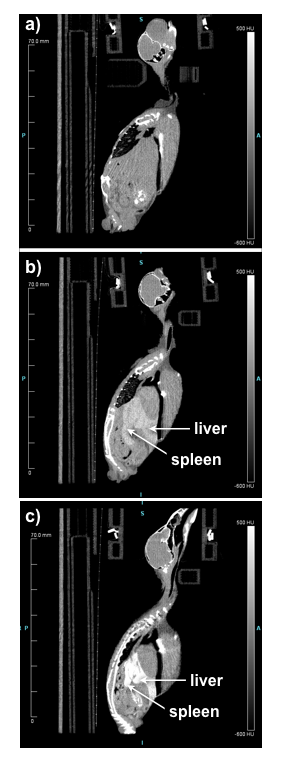 a)
S
500 HU
70.0 mm
P
A
0
-600 HU
b)
S
500 HU
70.0 mm
P
A
liver
spleen
0
-600 HU
I
c)
S
500 HU
70.0 mm
P
A
liver
spleen
0
-600 HU
I